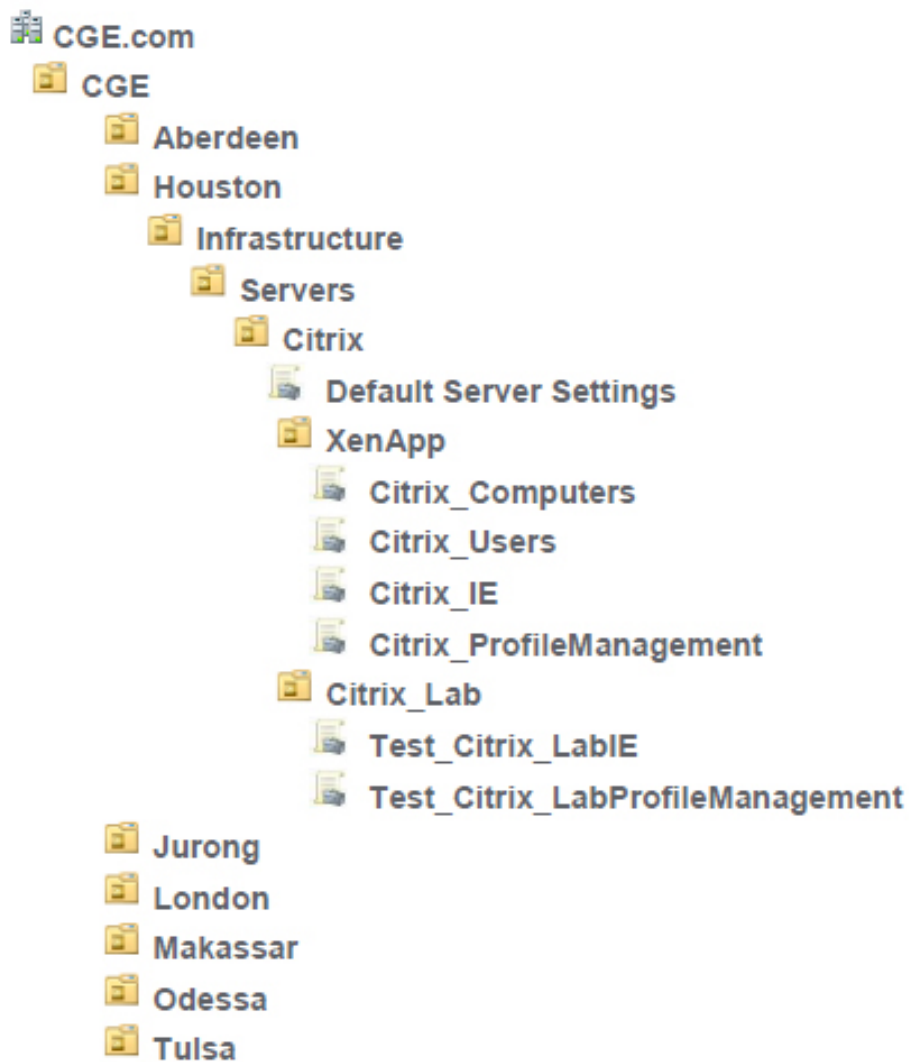 CGE.com
CGE
Aberdeen
Houston
Infrastructure
Servers
Citrix
Default Server Settings
XenApp
Citrix_Computers
Citrix_Users
Citrix_IE
Citrix_ProfileManagement
Citrix_Lab
Test_Citrix_LabIE
Test_Citrix_LabProfileManagement
Jurong
London
Makassar
Odessa
Tulsa